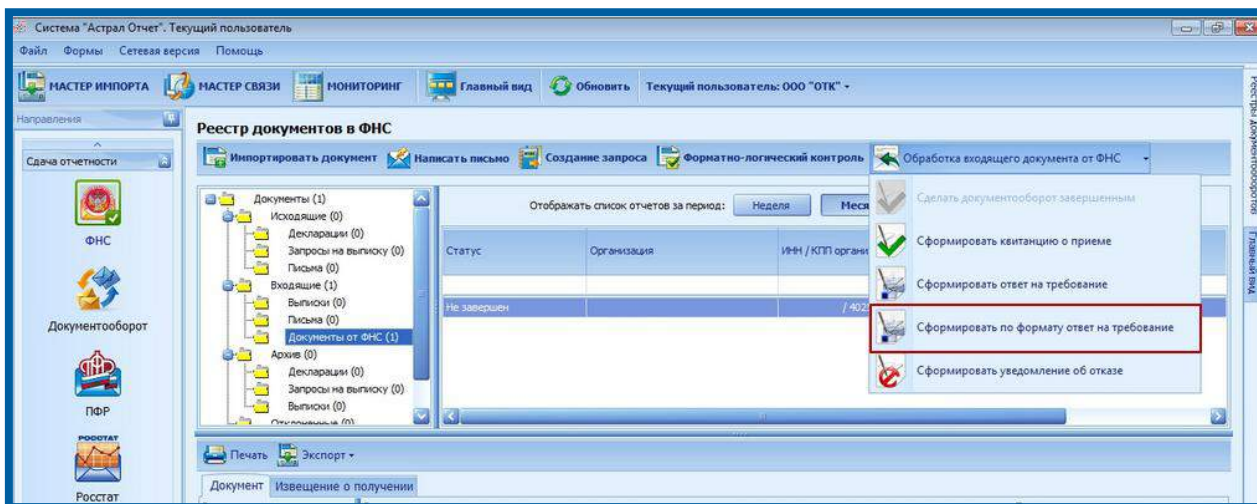 Система "Астрал Отчет". Текущий пользователь
Файл Формы Сетевая версия Помощь
МАСТЕР ИМПОРТА МАСТЕР СВЯЗИ МОНИТОРИНГ Главный вид Обновить Текущий пользователь: ООО "ОТК"
Направления
Сдача отчетности
ФНС
Документооборот
ПФР
РОССТАТ
Росстат
Реестр документов в ФНС
Импортировать документ Написать письмо Создание запроса Форматно-логический контроль Обработка входящего документа от ФНС
Документы (1)
Исходящие (0)
Декларации (0)
Запросы на выписку (0)
Письма (0)
Входящие (1)
Выписки (0)
Письма (0)
Документы от ФНС (1)
Архив (0)
Декларации (0)
Запросы на выписку (0)
Выписки (0)
Отклоненные (0)
Отображать список отчетов за период: Неделя Меся
Статус Организация ИНН / КПП органи
Не завершен / 402
Сделать документооборот завершенным
Сформировать квитанцию о приеме
Сформировать ответ на требование
Сформировать по формату ответ на требование
Сформировать уведомление об отказе
Печать Экспорт
Документ Извещение о получении
Реестры документооборотов
Главный вид